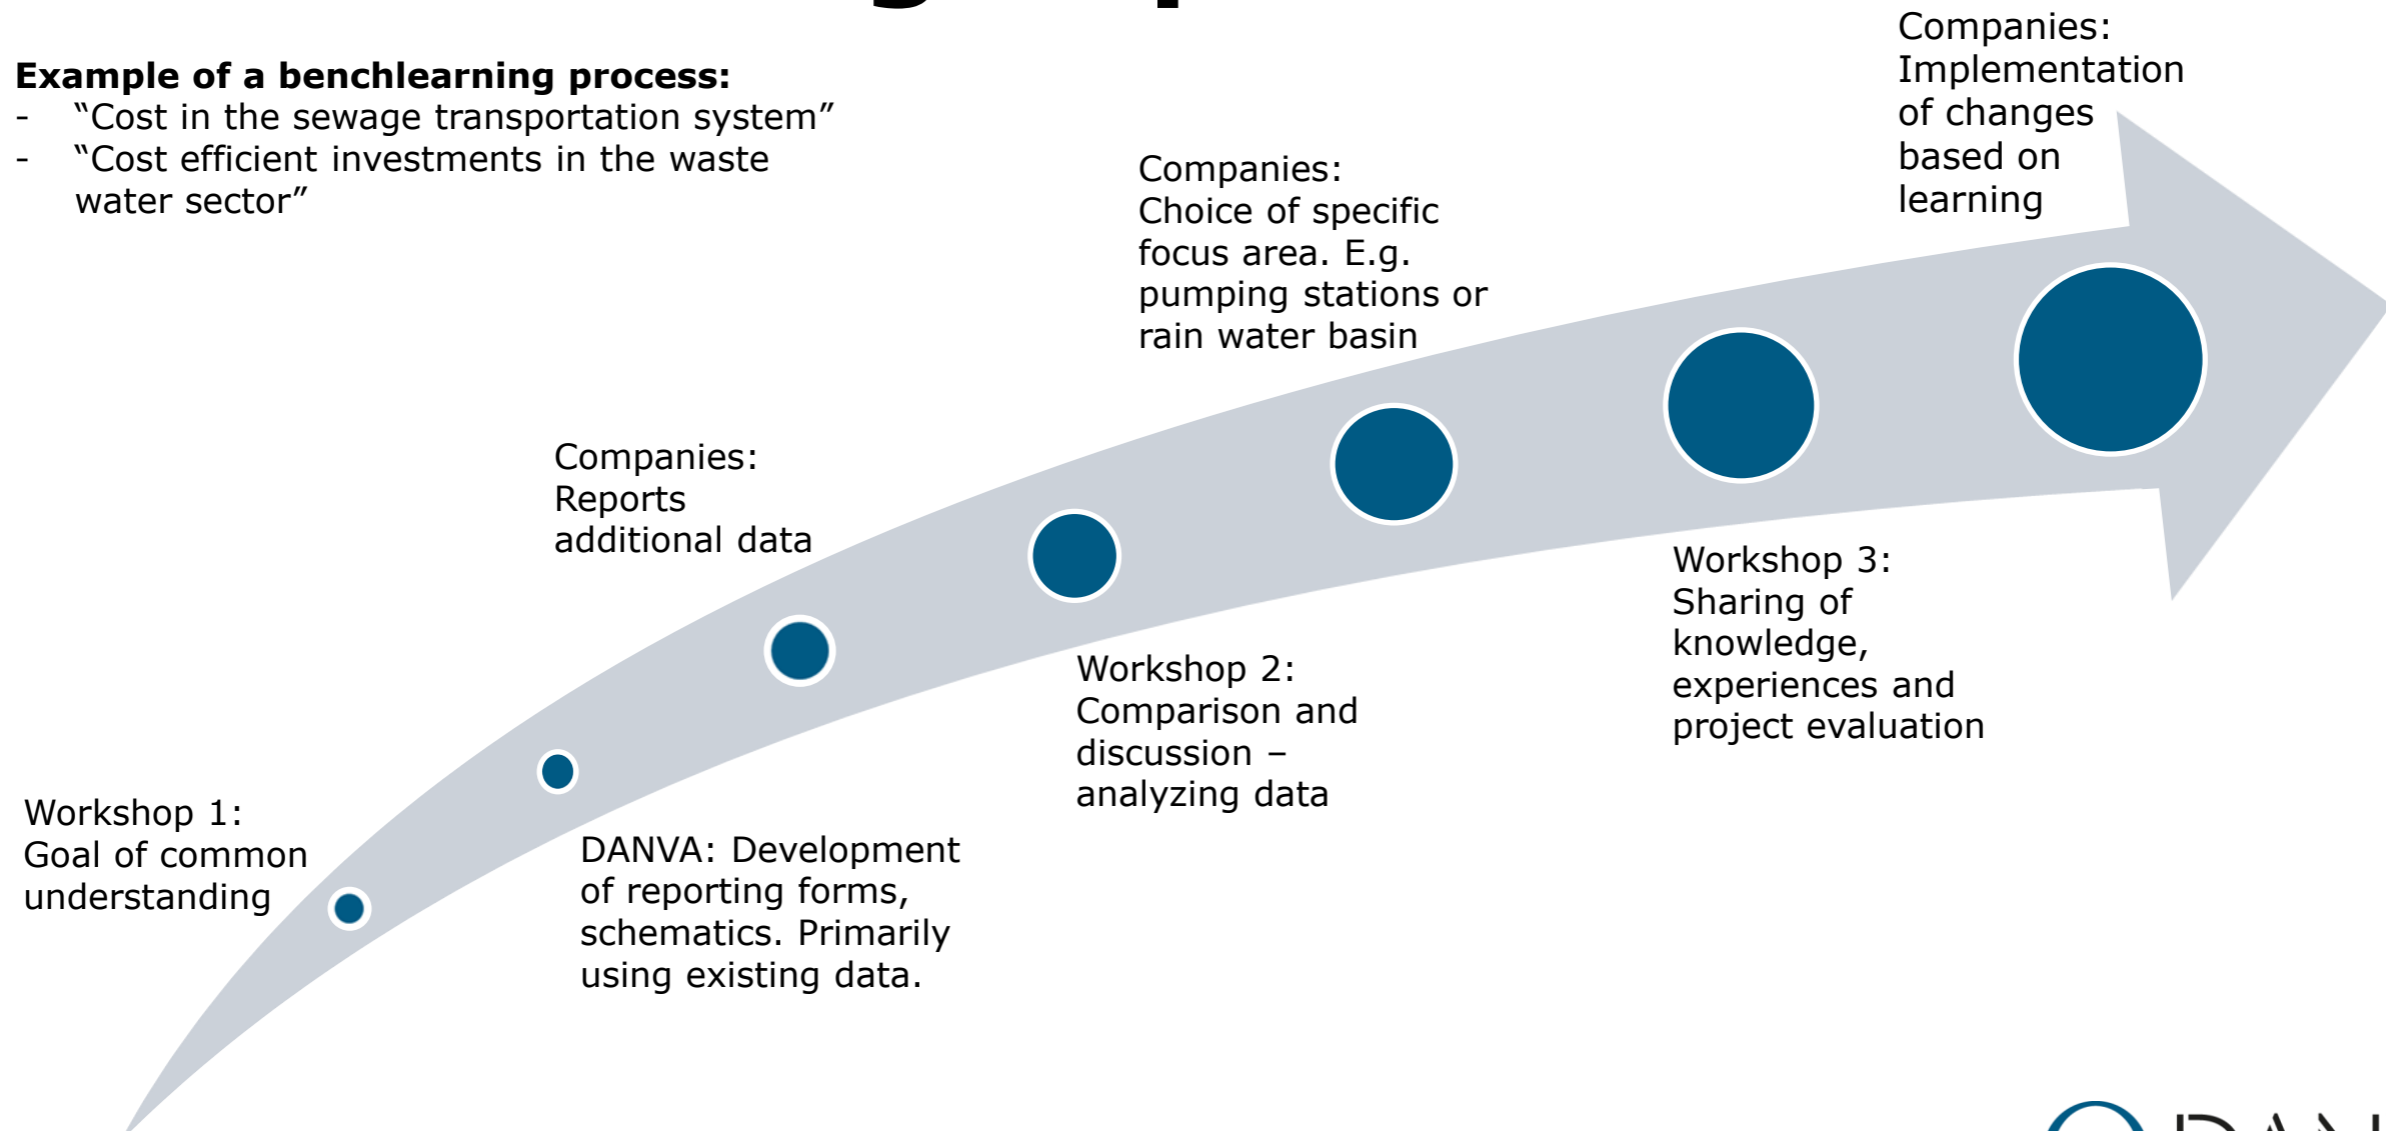 Example of a benchlearning process:
- “Cost in the sewage transportation system”
- “Cost efficient investments in the waste
water sector”
Workshop 1:
Goal of common
understanding
DANVA: Development
of reporting forms,
schematics. Primarily
using existing data.
Companies:
Reports
additional data
Workshop 2:
Comparison and
discussion –
analyzing data
Companies:
Choice of specific
focus area. E.g.
pumping stations or
rain water basin
Workshop 3:
Sharing of
knowledge,
experiences and
project evaluation
Companies:
Implementation
of changes
based on
learning